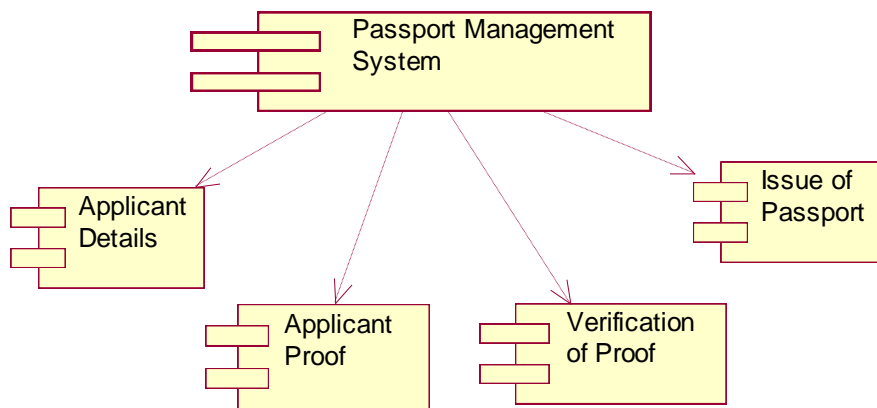 Passport Management
System
Applicant
Details
Applicant
Proof
Verification
of Proof
Issue of
Passport